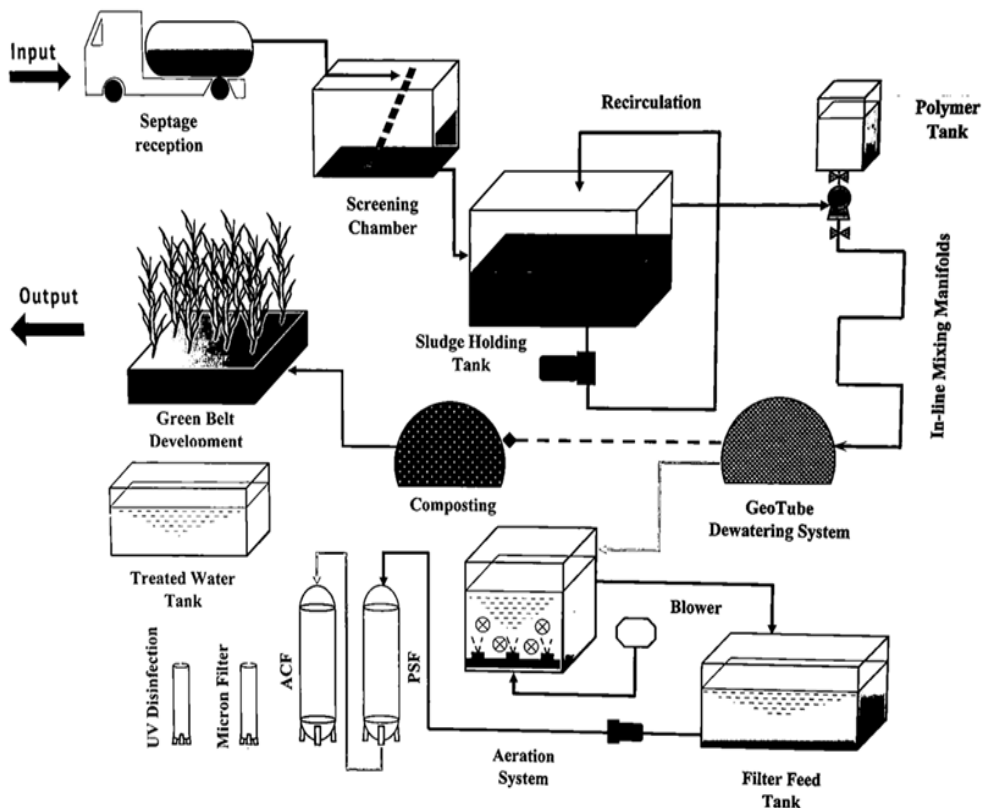 Input
Septage
reception
Screening
Chamber
Recirculation
Polymer
Tank
Sludge Holding
Tank
In-line Mixing Manifolds
Output
Green Belt
Development
Composting
GeoTube
Dewatering System
Treated Water
Tank
UV Disinfection
Micron Filter
ACF
PSF
Aeration
System
Blower
Filter Feed
Tank